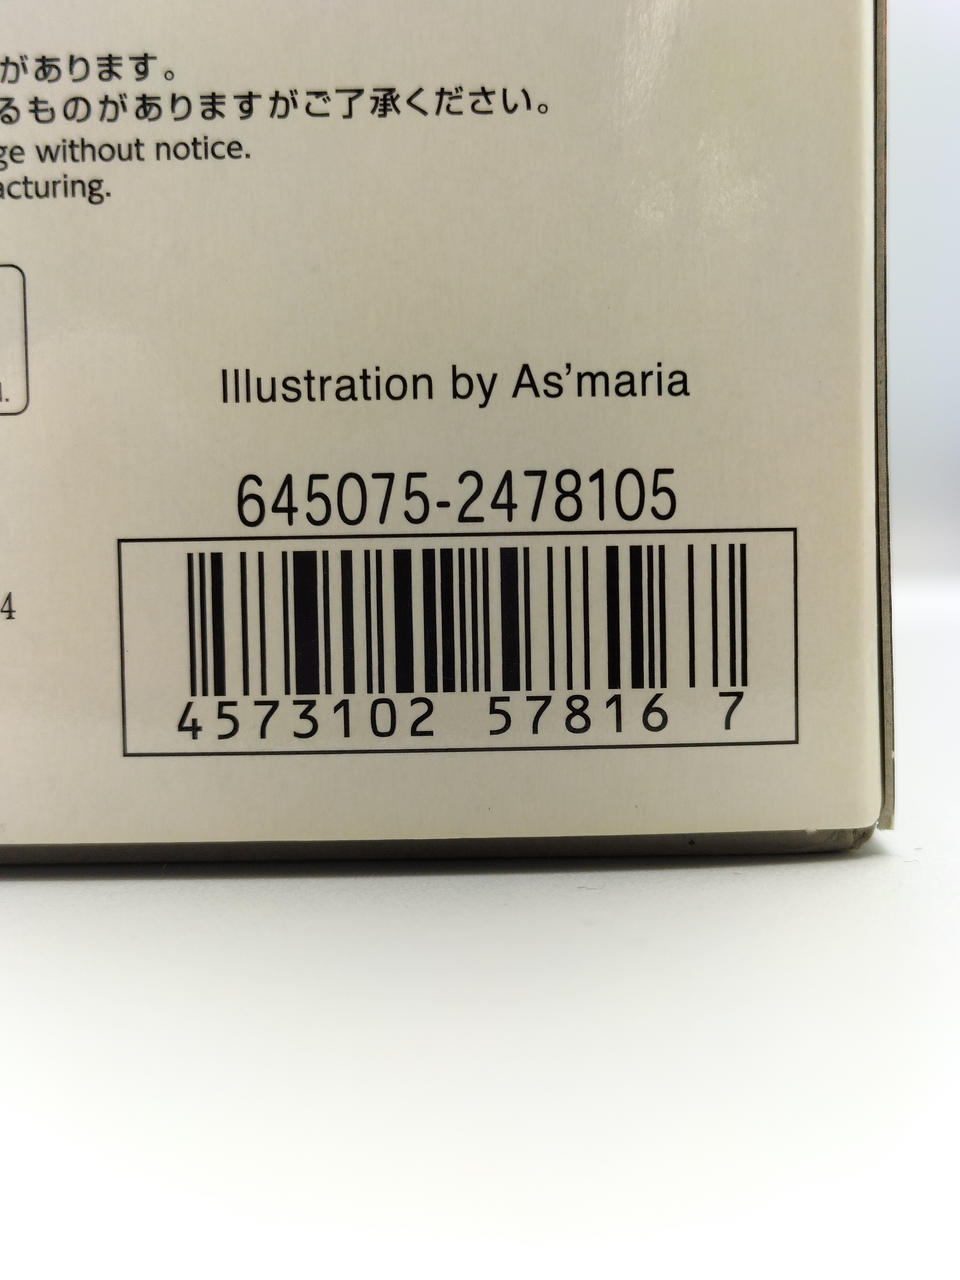 があります。
るものがありますがご了承ください。
ge without notice.
acturing.
Illustration by As'maria
645075-2478105
4
4573102 57816 7